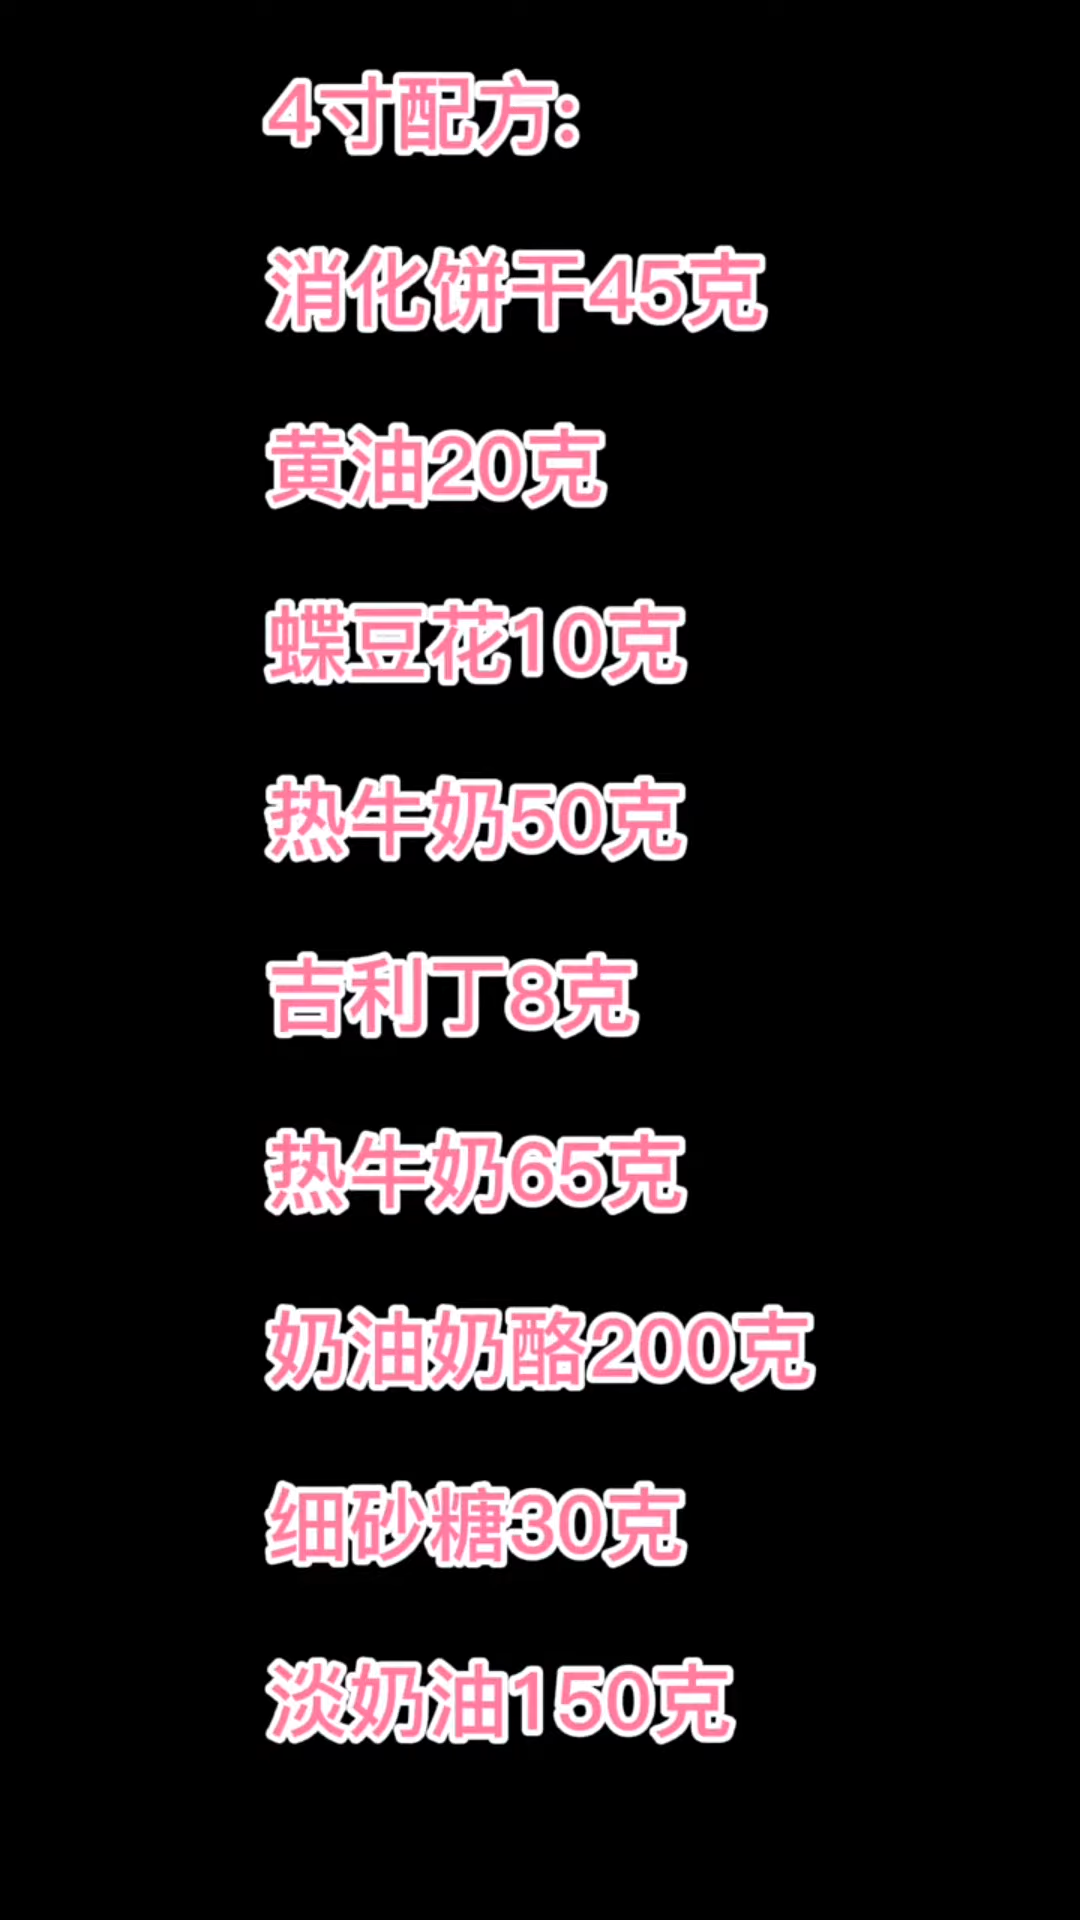 4寸配方:
消化饼干45克
黄油20克
蝶豆花10克
热牛奶50克
吉利丁8克
热牛奶65克
奶油奶酪200克
细砂糖30克
淡奶油150克